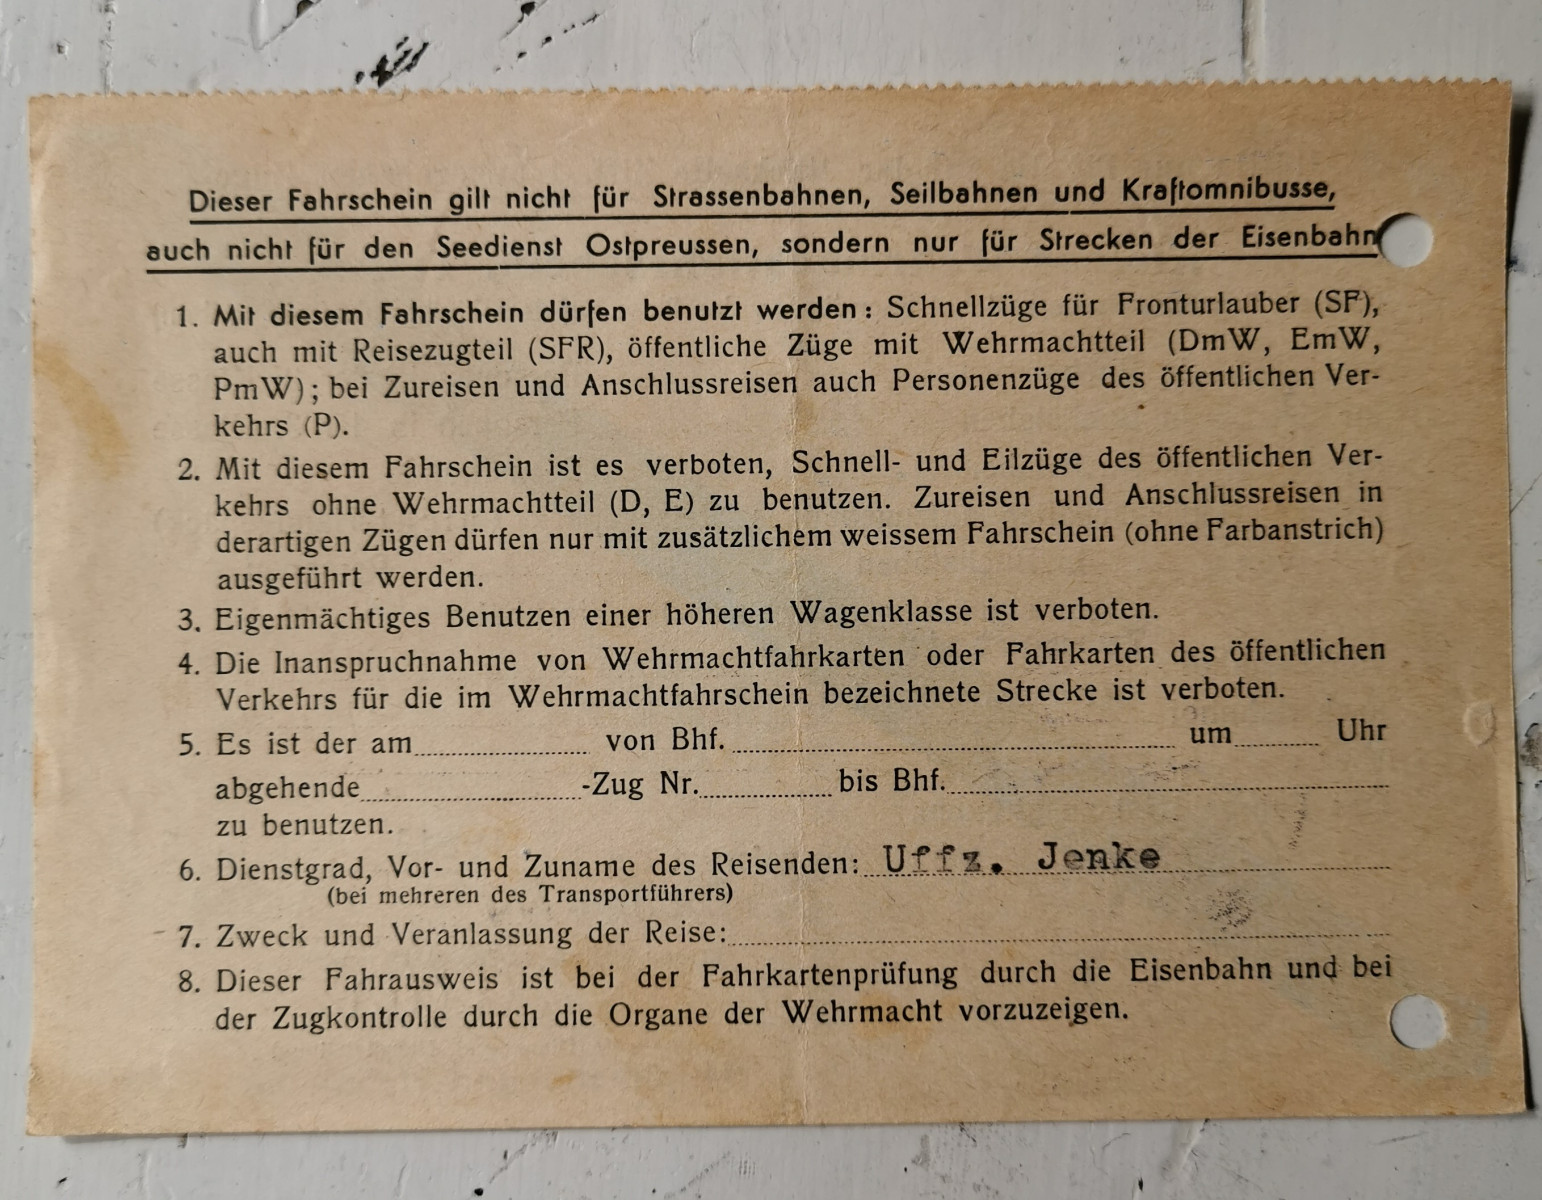 Dieser Fahrschein gilt nicht für Strassenbahnen, Seilbahnen und Kraftomnibusse,
auch nicht für den Seedienst Ostpreussen, sondern nur für Strecken der Eisenbahn
1. Mit diesem Fahrschein dürfen benutzt werden: Schnellzüge für Fronturlauber (SF),
auch mit Reisezugteil (SFR), öffentliche Züge mit Wehrmachtteil (DmW, EmW,
PmW); bei Zureisen und Anschlussreisen auch Personenzüge des öffentlichen Ver-
kehrs (P).
2. Mit diesem Fahrschein ist es verboten, Schnell- und Eilzüge des öffentlichen Ver-
kehrs ohne Wehrmachtteil (D, E) zu benutzen. Zureisen und Anschlussreisen in
derartigen Zügen dürfen nur mit zusätzlichem weissem Fahrschein (ohne Farbanstrich)
ausgeführt werden.
3. Eigenmächtiges Benutzen einer höheren Wagenklasse ist verboten.
4. Die Inanspruchnahme von Wehrmachtfahrkarten oder Fahrkarten des öffentlichen
Verkehrs für die im Wehrmachtfahrschein bezeichnete Strecke ist verboten.
5. Es ist der am von Bhf. um Uhr
abgehende -Zug Nr. bis Bhf.
zu benutzen.
6. Dienstgrad, Vor- und Zuname des Reisenden: Uffz. Jenke
(bei mehreren des Transportführers)
7. Zweck und Veranlassung der Reise:
8. Dieser Fahrausweis ist bei der Fahrkartenprüfung durch die Eisenbahn und bei
der Zugkontrolle durch die Organe der Wehrmacht vorzuzeigen.